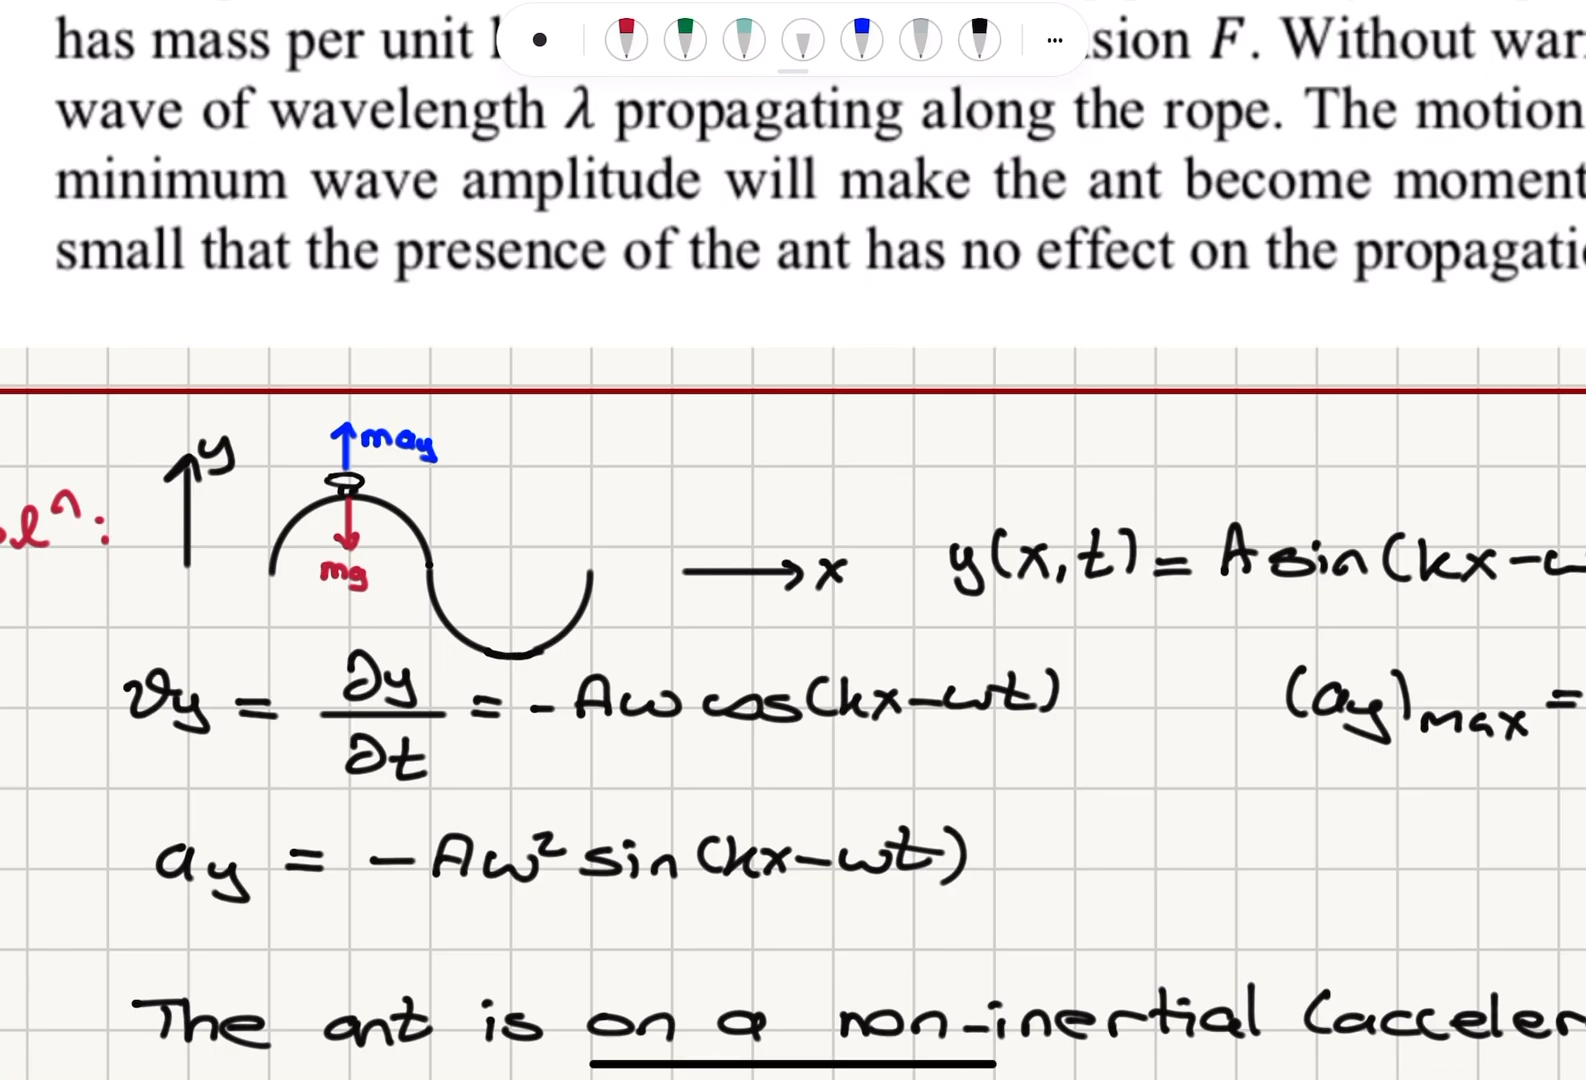 has mass per unit sion F. Without war
wave of wavelength λ propagating along the rope. The motion
minimum wave amplitude will make the ant become moment
small that the presence of the ant has no effect on the propagati
y
may
mg
olⁿ:
x
y(x,t) = A sin(kx-ω
vy = ∂y/∂t = - Aω cos(kx-ωt)
(ay)max =
ay = - Aω² sin(kx-ωt)
The ant is on a non-inertial (acceler